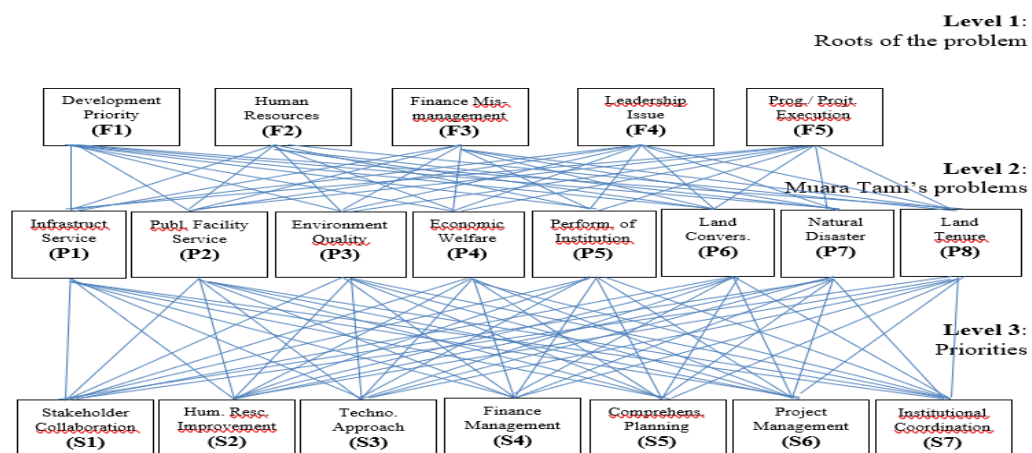 Level 1:
Roots of the problem
Development
Priority
(F1)
Human
Resources
(F2)
Finance Mis-
management
(F3)
Leadership
Issue
(F4)
Prog./ Projt.
Execution
(F5)
Level 2:
Muara Tami's problems
Infrastruct
Service
(P1)
Publ. Facility
Service
(P2)
Environment
Quality
(P3)
Economic
Welfare
(P4)
Perform. of
Institution
(P5)
Land
Convers.
(P6)
Natural
Disaster
(P7)
Land
Tenure
(P8)
Level 3:
Priorities
Stakeholder
Collaboration
(S1)
Hum. Resc.
Improvement
(S2)
Techno.
Approach
(S3)
Finance
Management
(S4)
Comprehens.
Planning
(S5)
Project
Management
(S6)
Institutional
Coordination
(S7)